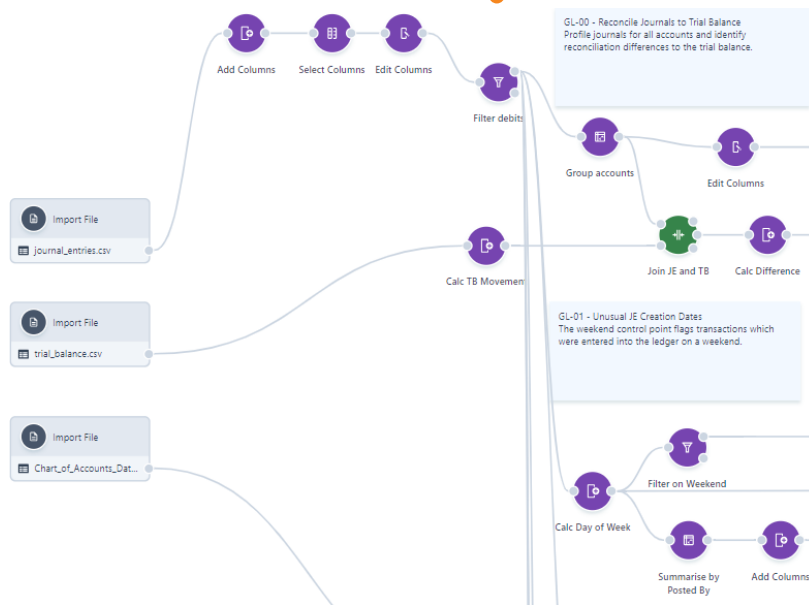 GL-00 - Reconcile Journals to Trial Balance
Profile journals for all accounts and identify
reconciliation differences to the trial balance.
Add Columns
Select Columns
Edit Columns
Filter debits
Group accounts
Edit Columns
Import File
journal_entries.csv
Calc TB Movement
Join JE and TB
Calc Difference
Import File
trial_balance.csv
GL-01 - Unusual JE Creation Dates
The weekend control point flags transactions which
were entered into the ledger on a weekend.
Import File
Chart_of_Accounts_Dat...
Filter on Weekend
Calc Day of Week
Summarise by
Posted By
Add Columns